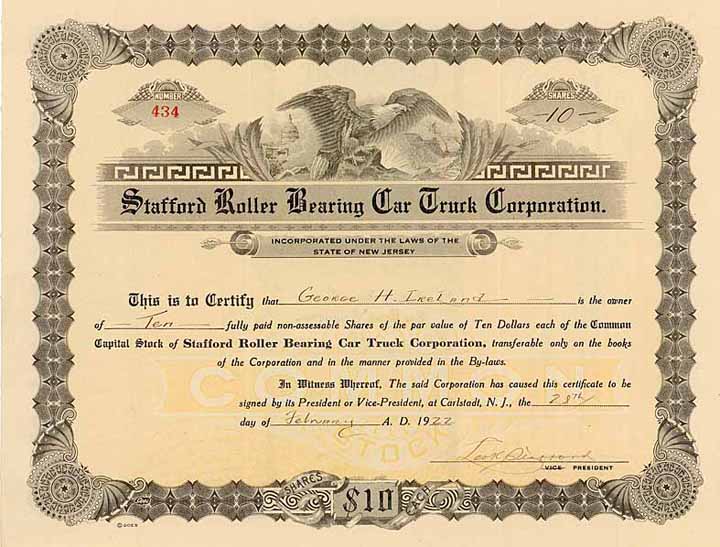 NUMBER
434
SHARES
-10-
Stafford Roller Bearing Car Truck Corporation.
INCORPORATED UNDER THE LAWS OF THE
STATE OF NEW JERSEY
This is to Certify that George H. Ireland is the owner
of Ten fully paid non-assessable Shares of the par value of Ten Dollars each of the Common
Capital Stock of Stafford Roller Bearing Car Truck Corporation, transferable only on the books
of the Corporation and in the manner provided in the By-laws.
COMMON
In Witness Whereof, The said Corporation has caused this certificate to be
signed by its President or Vice-President, at Carlstadt, N. J., the 28th
day of February A. D. 1922
STOCK
VICE PRESIDENT
SHARES
$10
EACH
Goes
© GOES